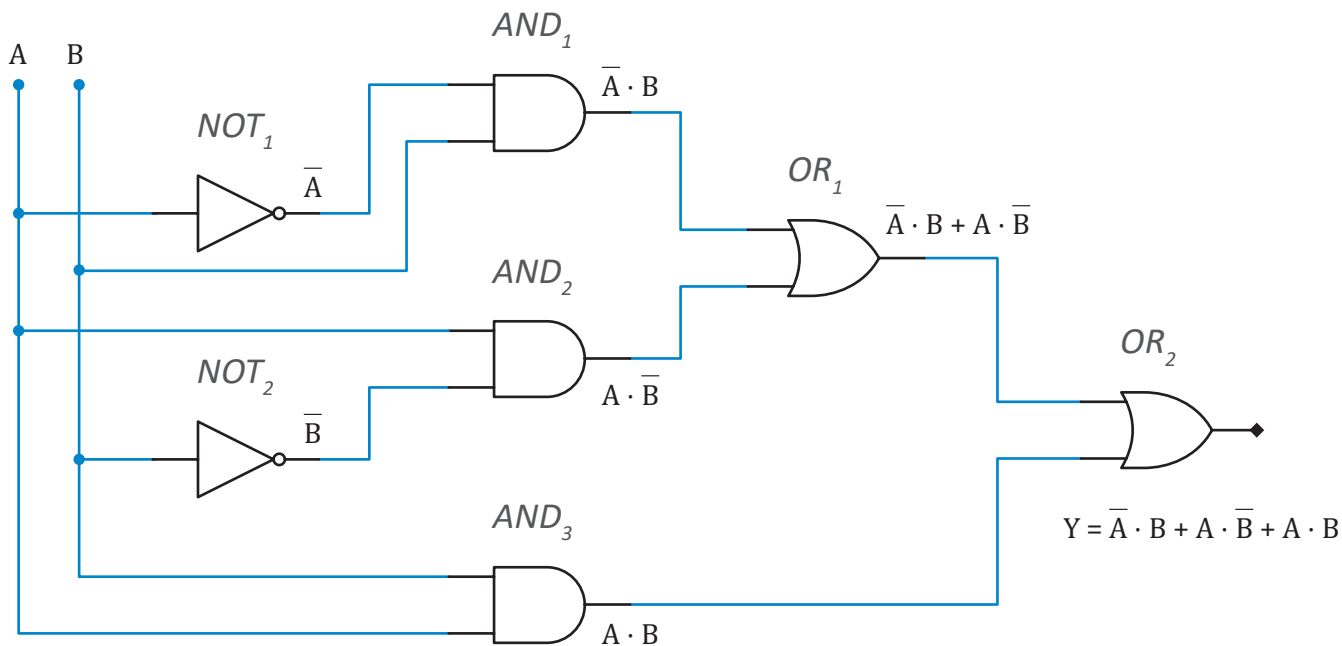 A
B
AND₁
A̅ · B
NOT₁
A̅
OR₁
A̅ · B + A · B̅
AND₂
A · B̅
NOT₂
B̅
OR₂
AND₃
Y = A̅ · B + A · B̅ + A · B
A · B